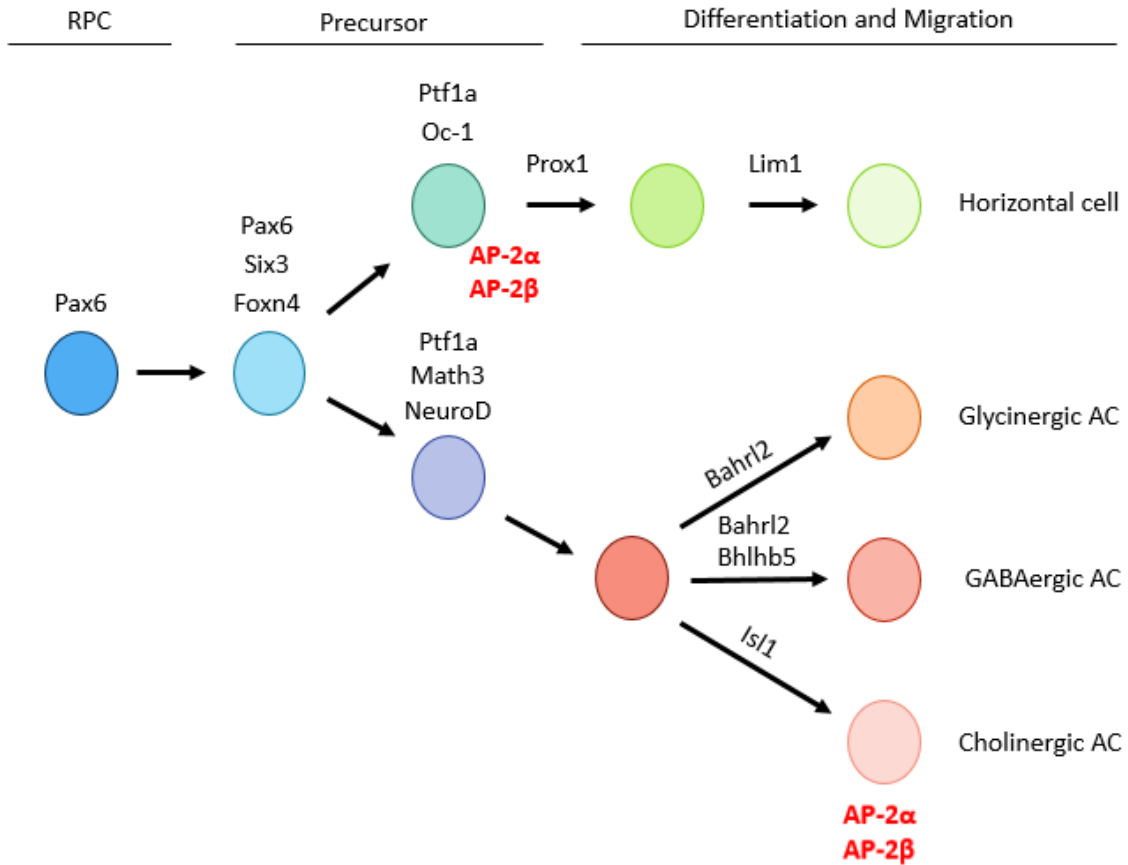 RPC
Precursor
Differentiation and Migration
Ptf1a
Oc-1
Prox1
Lim1
Horizontal cell
AP-2α
AP-2β
Pax6
Six3
Foxn4
Pax6
Ptf1a
Math3
NeuroD
Bahrl2
Glycinergic AC
Bahrl2
Bhlhb5
GABAergic AC
Isl1
Cholinergic AC
AP-2α
AP-2β